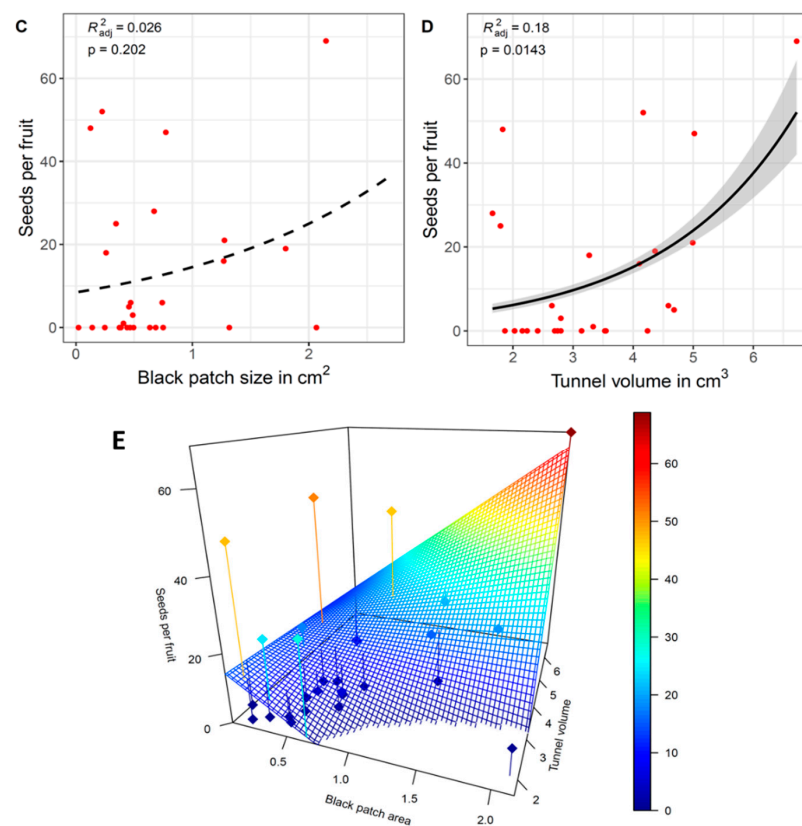 C
R²adj = 0.026
p = 0.202
Seeds per fruit
60
40
20
0
0
1
2
Black patch size in cm²
D
R²adj = 0.18
p = 0.0143
Seeds per fruit
60
40
20
0
2
3
4
5
6
Tunnel volume in cm³
E
Seeds per fruit
60
40
20
0
0.5
1.0
1.5
2.0
Black patch area
2
3
4
5
6
Tunnel volume
60
50
40
30
20
10
0